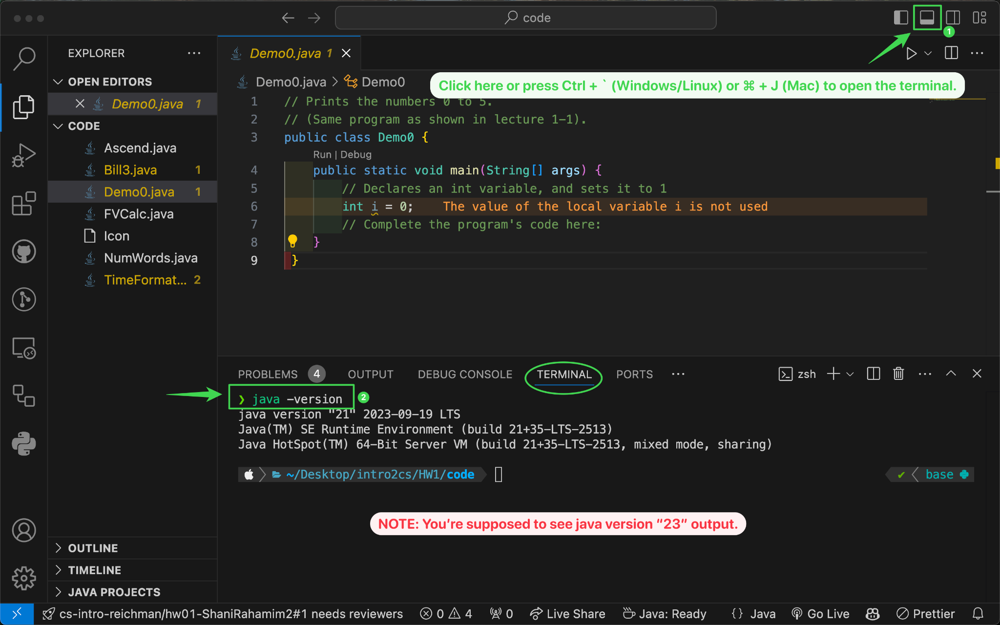 code
1
EXPLORER
Demo0.java 1
OPEN EDITORS
Demo0.java 1
CODE
Ascend.java
Bill3.java 1
Demo0.java 1
FVCalc.java
Icon
NumWords.java
TimeFormat... 2
OUTLINE
TIMELINE
JAVA PROJECTS
Demo0.java > Demo0
Click here or press Ctrl + ` (Windows/Linux) or ⌘ + J (Mac) to open the terminal.
1 // Prints the numbers 0 to 5.
2 // (Same program as shown in lecture 1-1).
3 public class Demo0 {
Run | Debug
4 public static void main(String[] args) {
5 // Declares an int variable, and sets it to 1
6 int i = 0; The value of the local variable i is not used
7 // Complete the program's code here:
8 }
9 }
PROBLEMS 4 OUTPUT DEBUG CONSOLE TERMINAL PORTS ... zsh
❯ java -version 2
java version "21" 2023-09-19 LTS
Java(TM) SE Runtime Environment (build 21+35-LTS-2513)
Java HotSpot(TM) 64-Bit Server VM (build 21+35-LTS-2513, mixed mode, sharing)
~/Desktop/intro2cs/HW1/code base
NOTE: You're supposed to see java version "23" output.
cs-intro-reichman/hw01-ShaniRahamim2#1 needs reviewers 0 4 0 Live Share Java: Ready {} Java Go Live Prettier